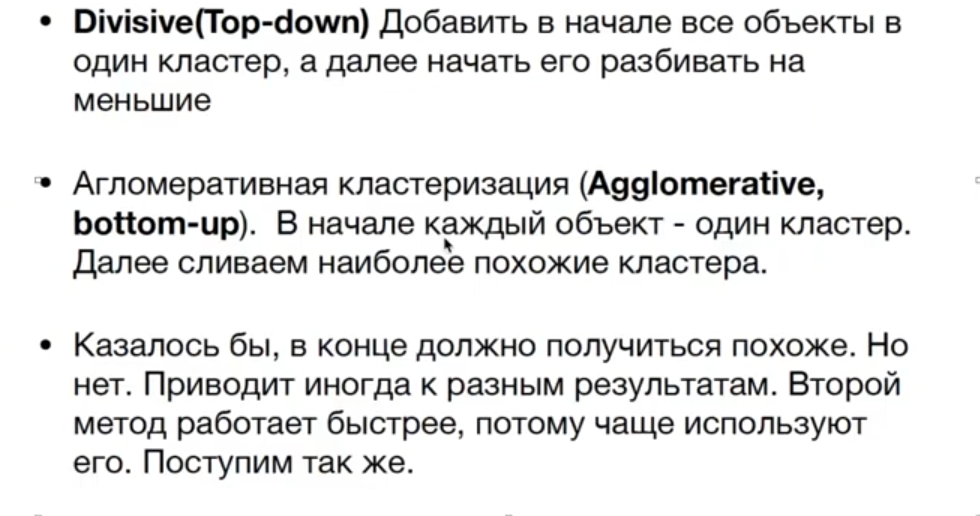 • Divisive(Top-down) Добавить в начале все объекты в
один кластер, а далее начать его разбивать на
меньшие
• Агломеративная кластеризация (Agglomerative,
bottom-up).  В начале каждый объект - один кластер.
Далее сливаем наиболее похожие кластера.
• Казалось бы, в конце должно получиться похоже. Но
нет. Приводит иногда к разным результатам. Второй
метод работает быстрее, потому чаще используют
его. Поступим так же.